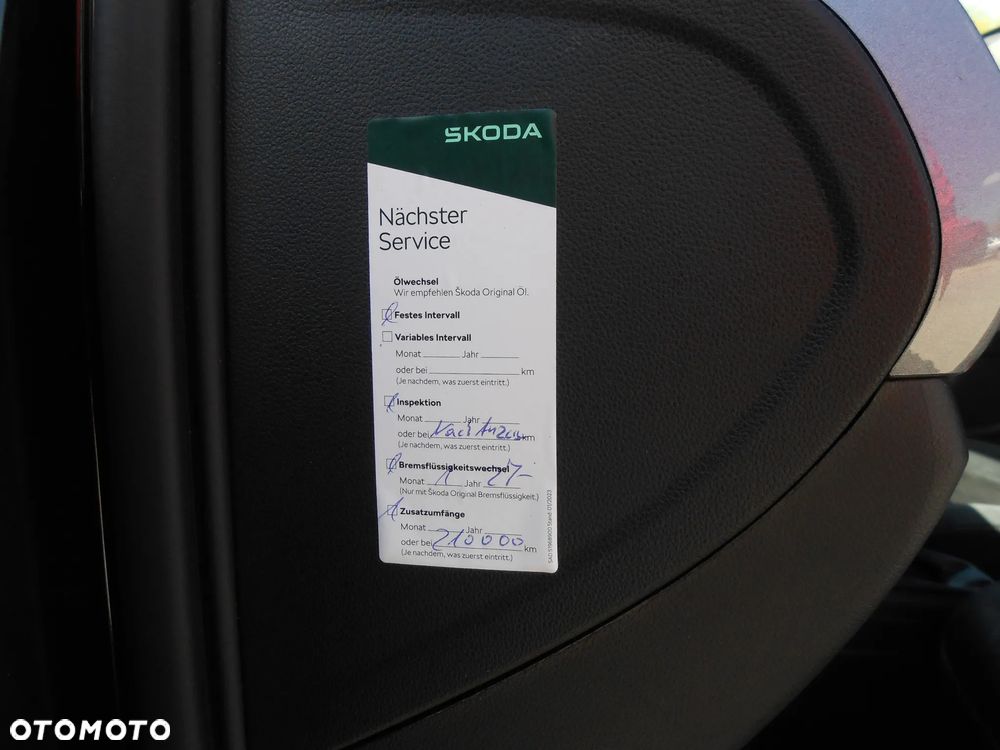 ŠKODA
Nächster
Service
Ölwechsel
Wir empfehlen Škoda Original Öl.
Festes Intervall
Variables Intervall
Monat Jahr
oder bei km
(Je nachdem, was zuerst eintritt.)
Inspektion
Monat Jahr
oder bei Nach km
(Je nachdem, was zuerst eintritt.)
Bremsflüssigkeitswechsel
Monat 1 Jahr 27
(Nur mit Škoda Original Bremsflüssigkeit.)
Zusatzumfänge
Monat Jahr
oder bei 210000 km
(Je nachdem, was zuerst eintritt.)
OTOMOTO